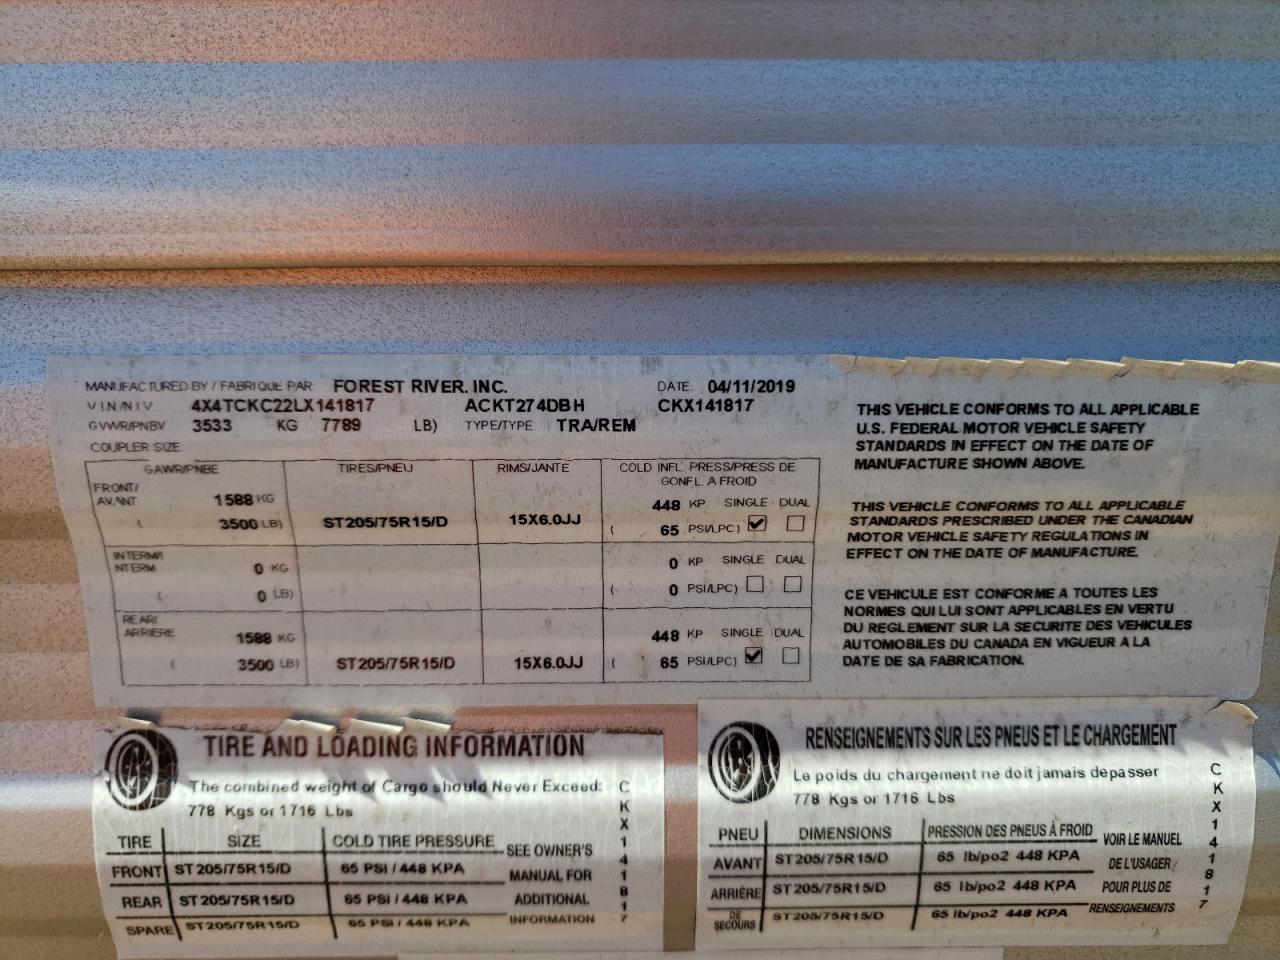 MANUFACTURED BY / FABRIQUE PAR: FOREST RIVER. INC. DATE: 04/11/2019
V.I.N./N.I.V. 4X4TCKC22LX141817 ACKT274DBH CKX141817
GVWR/PNBV 3533 KG 7789 LB) TYPE/TYPE TRA/REM
COUPLER SIZE
GAWR/PNBE TIRES/PNEU RIMS/JANTE COLD INFL. PRESS/PRESS DE
GONFL. A FROID
FRONT/
AVANT 1588 KG 448 KP SINGLE DUAL
( 3500 LB) ST205/75R15/D 15X6.0JJ ( 65 PSI/LPC) ☑ ☐
INTERM/
INTERM 0 KG 0 KP SINGLE DUAL
( 0 LB) ( 0 PSI/LPC) ☐ ☐
REAR/
ARRIÈRE 1588 KG 448 KP SINGLE DUAL
( 3500 LB) ST205/75R15/D 15X6.0JJ ( 65 PSI/LPC) ☑ ☐
THIS VEHICLE CONFORMS TO ALL APPLICABLE
U.S. FEDERAL MOTOR VEHICLE SAFETY
STANDARDS IN EFFECT ON THE DATE OF
MANUFACTURE SHOWN ABOVE.
THIS VEHICLE CONFORMS TO ALL APPLICABLE
STANDARDS PRESCRIBED UNDER THE CANADIAN
MOTOR VEHICLE SAFETY REGULATIONS IN
EFFECT ON THE DATE OF MANUFACTURE.
CE VEHICULE EST CONFORME A TOUTES LES
NORMES QUI LUI SONT APPLICABLES EN VERTU
DU REGLEMENT SUR LA SECURITE DES VEHICULES
AUTOMOBILES DU CANADA EN VIGUEUR A LA
DATE DE SA FABRICATION.
TIRE AND LOADING INFORMATION
The combined weight of Cargo should Never Exceed:
778 Kgs or 1716 Lbs
TIRE SIZE COLD TIRE PRESSURE
FRONT ST205/75R15/D 65 PSI / 448 KPA
REAR ST205/75R15/D 65 PSI / 448 KPA
SPARE ST205/75R15/D 65 PSI / 448 KPA
SEE OWNER'S
MANUAL FOR
ADDITIONAL
INFORMATION
CKX141817
RENSEIGNEMENTS SUR LES PNEUS ET LE CHARGEMENT
Le poids du chargement ne doit jamais depasser
778 Kgs or 1716 Lbs
PNEU DIMENSIONS PRESSION DES PNEUS À FROID
AVANT ST205/75R15/D 65 lb/po2 448 KPA
ARRIÈRE ST205/75R15/D 65 lb/po2 448 KPA
DE
SECOURS ST205/75R15/D 65 lb/po2 448 KPA
VOIR LE MANUEL
DE L'USAGER
POUR PLUS DE
RENSEIGNEMENTS
CKX141817